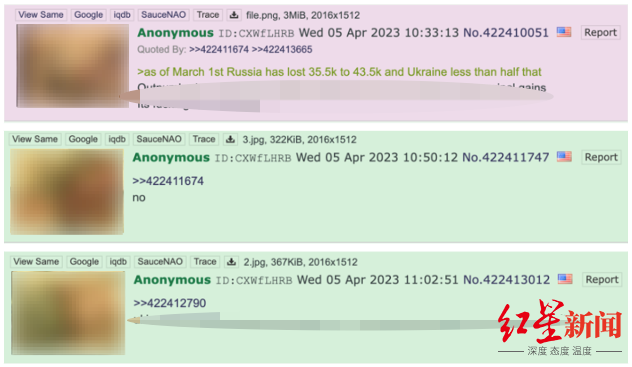 View Same Google iqdb SauceNAO Trace file.png, 3MiB, 2016x1512
Anonymous ID:CXWfLHRB Wed 05 Apr 2023 10:33:13 No.422410051 Report
Quoted By: >>422411674 >>422413665
>as of March 1st Russia has lost 35.5k to 43.5k and Ukraine less than half that
gains
View Same Google iqdb SauceNAO Trace 3.jpg, 322KiB, 2016x1512
Anonymous ID:CXWfLHRB Wed 05 Apr 2023 10:50:12 No.422411747 Report
>>422411674
no
View Same Google iqdb SauceNAO Trace 2.jpg, 367KiB, 2016x1512
Anonymous ID:CXWfLHRB Wed 05 Apr 2023 11:02:51 No.422413012 Report
>>422412790
红星新闻
深度 态度 温度